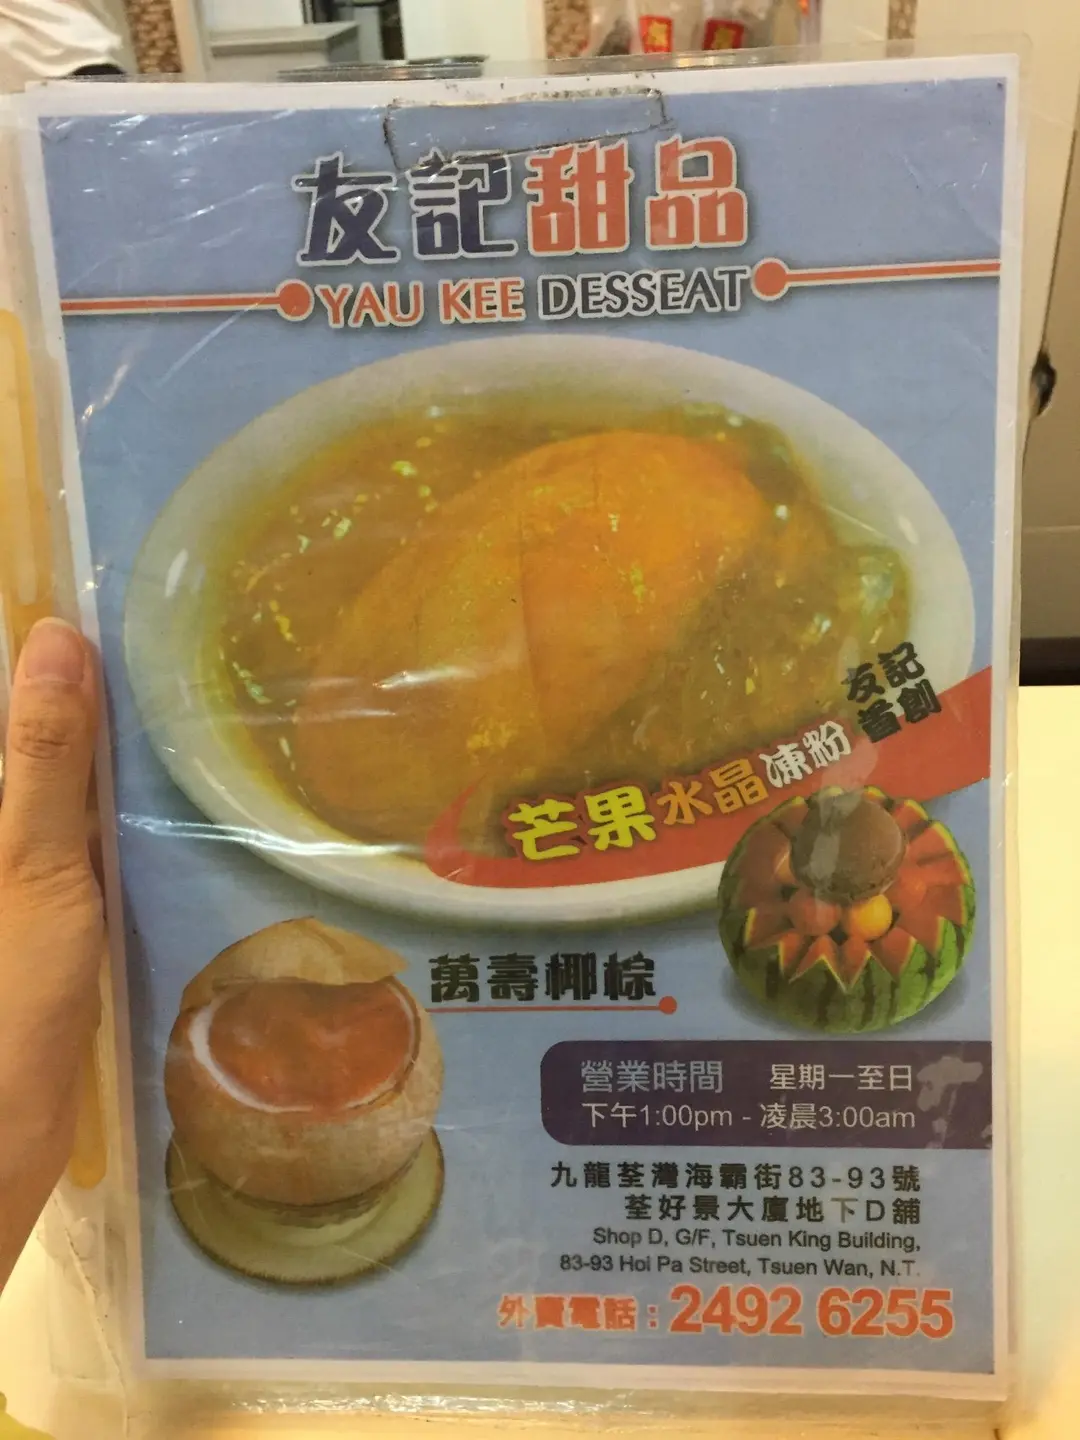 友記甜品
YAU KEE DESSEAT
友記
首創
芒果水晶凍粉
萬壽椰棕
營業時間 星期一至日
下午1:00pm - 凌晨3:00am
九龍荃灣海霸街83-93號
荃好景大廈地下D舖
Shop D, G/F, Tsuen King Building,
83-93 Hoi Pa Street, Tsuen Wan, N.T.
外賣電話：2492 6255